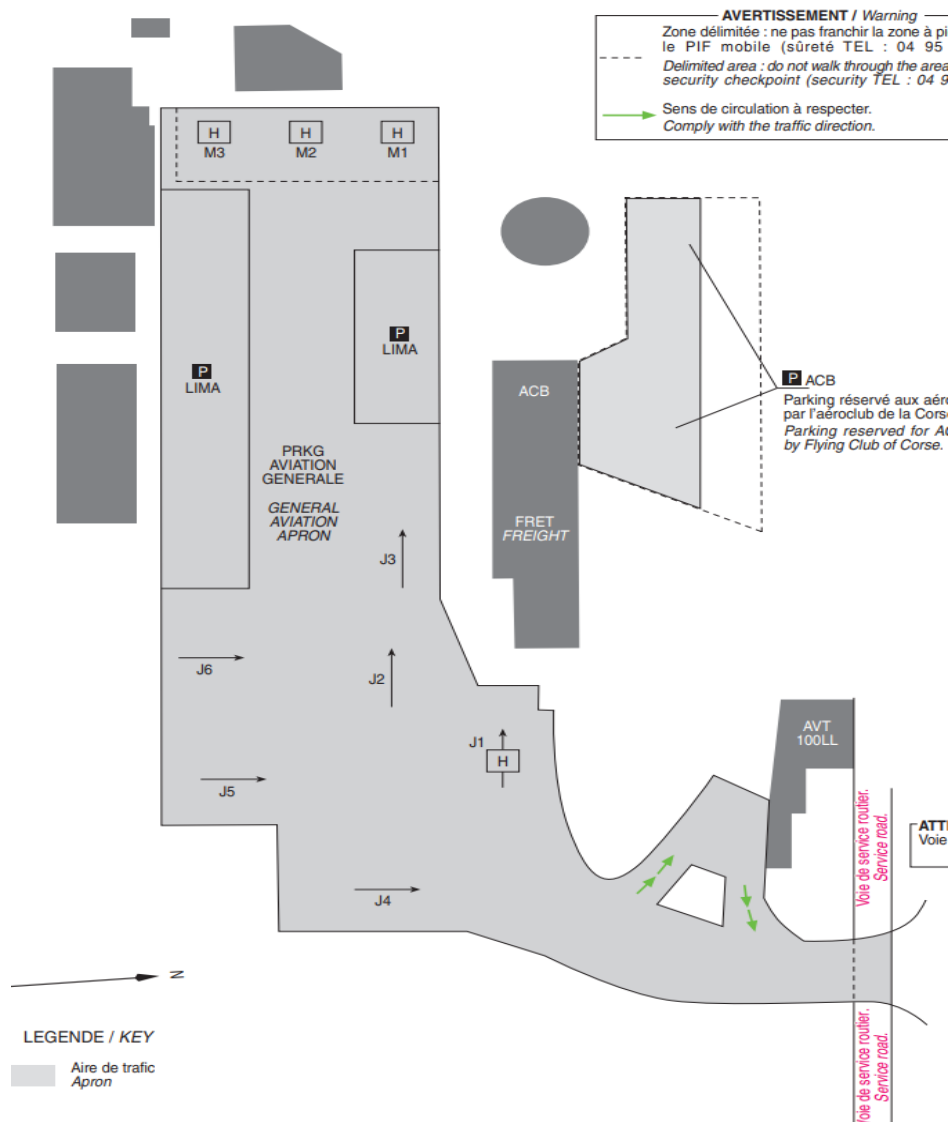 AVERTISSEMENT / Warning
Zone délimitée : ne pas franchir la zone à pi
le PIF mobile (sûreté TEL : 04 95
Delimited area : do not walk through the area
security checkpoint (security TEL : 04 9
Sens de circulation à respecter.
Comply with the traffic direction.
H
M3
H
M2
H
M1
P
LIMA
P
LIMA
ACB
P ACB
Parking réservé aux aéro
par l'aéroclub de la Corse
Parking reserved for AC
by Flying Club of Corse.
PRKG
AVIATION
GENERALE
GENERAL
AVIATION
APRON
FRET
FREIGHT
J3
J6
J2
J1
H
AVT
100LL
J5
J4
Voie de service routier.
Service road.
ATTE
Voie
N
LEGENDE / KEY
Aire de trafic
Apron
Voie de service routier.
Service road.